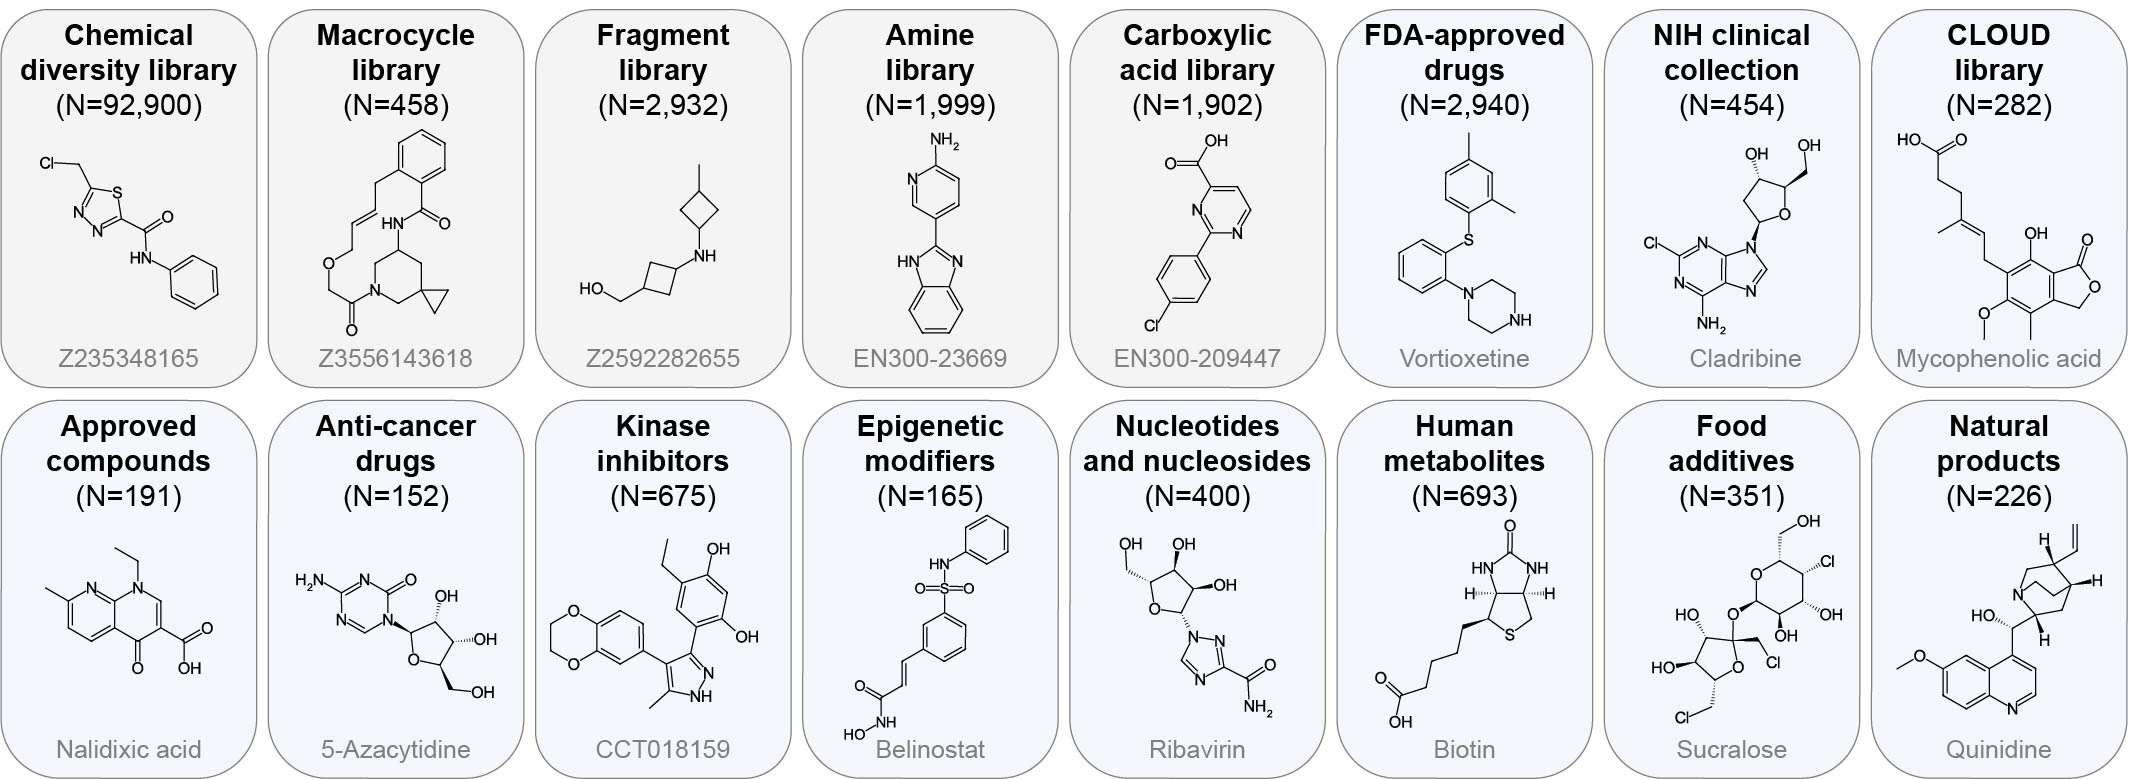 Chemical
diversity library
(N=92,900)
Cl
S
N
N
O
HN
Z235348165
Macrocycle
library
(N=458)
HN
O
O
N
O
Z3556143618
Fragment
library
(N=2,932)
NH
HO
Z2592282655
Amine
library
(N=1,999)
NH2
N
HN
N
EN300-23669
Carboxylic
acid library
(N=1,902)
OH
O
N
N
Cl
EN300-209447
FDA-approved
drugs
(N=2,940)
S
N
NH
Vortioxetine
NIH clinical
collection
(N=454)
OH
OH
O
Cl
N
N
N
N
NH2
Cladribine
CLOUD
library
(N=282)
HO
O
OH
O
O
O
Mycophenolic acid
Approved
compounds
(N=191)
N
N
O
O
OH
Nalidixic acid
Anti-cancer
drugs
(N=152)
H2N
N
O
N
N
OH
OH
O
OH
5-Azacytidine
Kinase
inhibitors
(N=675)
OH
O
O
OH
N
NH
CCT018159
Epigenetic
modifiers
(N=165)
HN
O
S
O
O
NH
HO
Belinostat
Nucleotides
and nucleosides
(N=400)
OH
OH
OH
O
N
N
N
O
NH2
Ribavirin
Human
metabolites
(N=693)
O
HN
NH
H
H
S
O
OH
Biotin
Food
additives
(N=351)
OH
Cl
O
OH
O
HO
OH
Cl
HO
O
Cl
Sucralose
Natural
products
(N=226)
H
H
N
HO
H
O
N
Quinidine